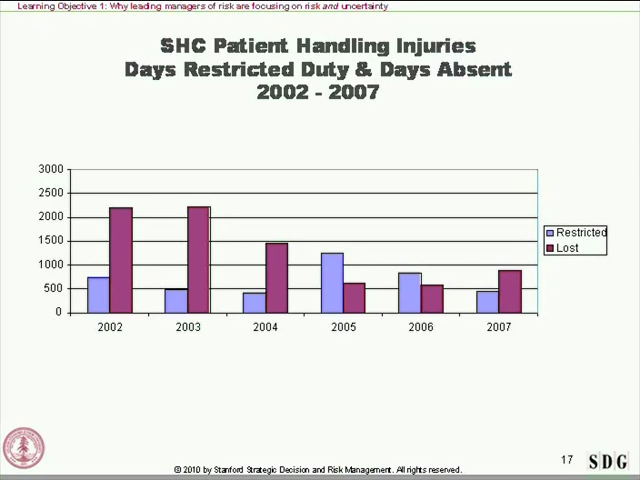 Learning Objective 1: Why leading managers of risk are focusing on risk and uncertainty
SHC Patient Handling Injuries
Days Restricted Duty & Days Absent
2002 - 2007
3000
2500
2000
1500
1000
500
0
2002 2003 2004 2005 2006 2007
Restricted
Lost
17
SDG
© 2010 by Stanford Strategic Decision and Risk Management. All rights reserved.